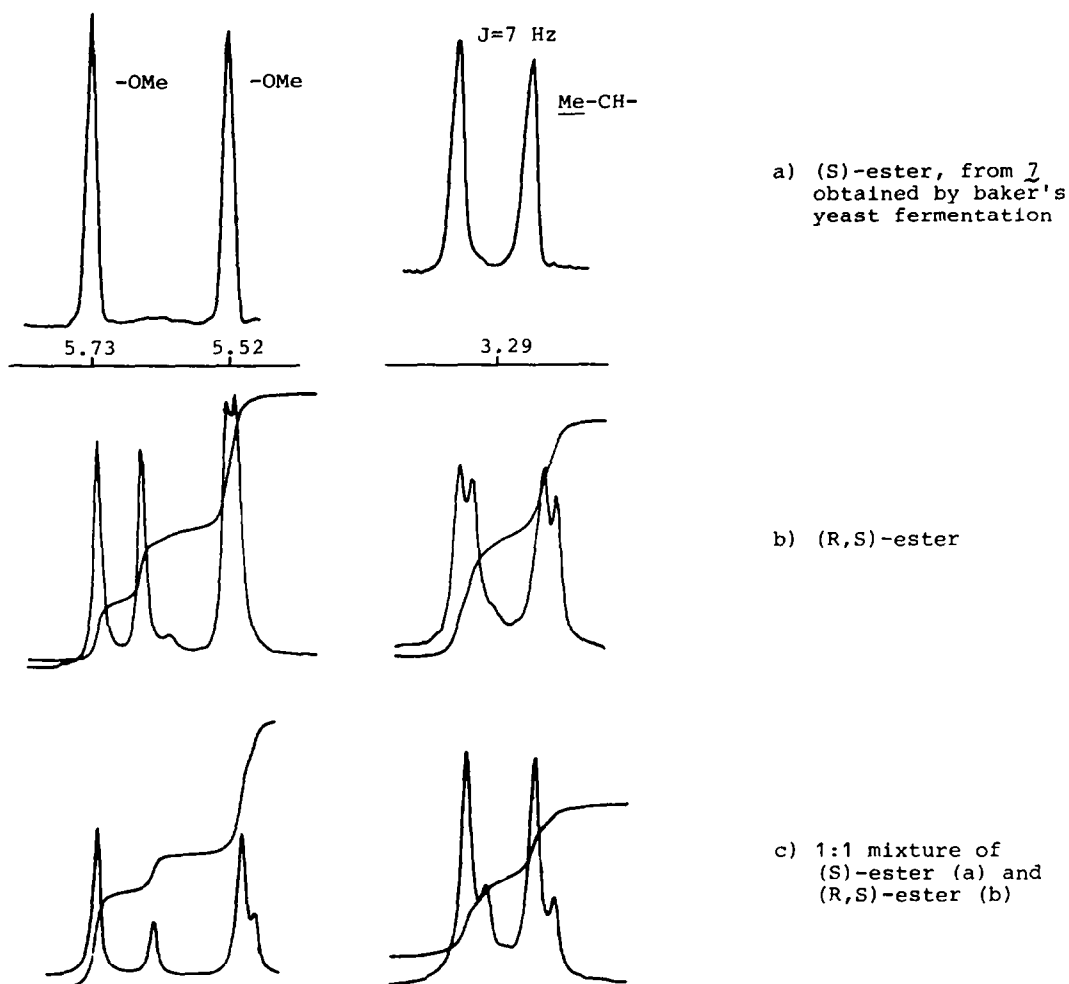 J=7 Hz
-OMe
-OMe
Me-CH-
a) (S)-ester, from 7
obtained by baker's
yeast fermentation
5.73
5.52
3.29
b) (R,S)-ester
c) 1:1 mixture of
(S)-ester (a) and
(R,S)-ester (b)